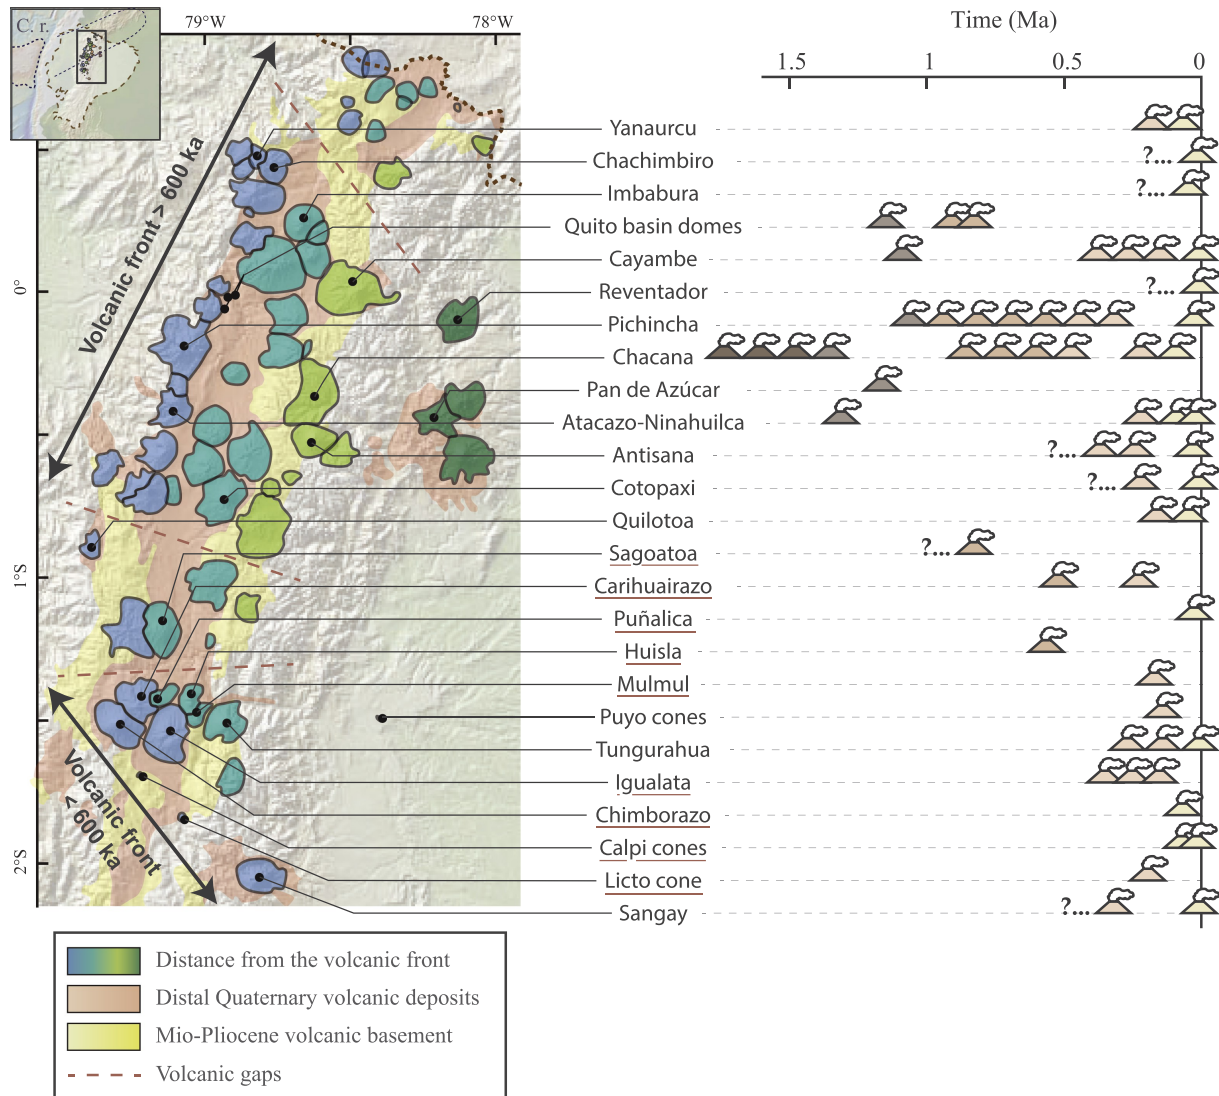 C. r.
79°W
78°W
0°
1°S
2°S
Volcanic front > 600 ka
Volcanic front
< 600 ka
Time (Ma)
1.5
1
0.5
0
Yanaurcu
Chachimbiro ?...
Imbabura ?...
Quito basin domes
Cayambe
Reventador ?...
Pichincha
Chacana
Pan de Azúcar
Atacazo-Ninahuilca
Antisana ?...
Cotopaxi ?...
Quilotoa
Sagoatoa ?...
Carihuairazo
Puñalica
Huisla
Mulmul
Puyo cones
Tungurahua
Igualata
Chimborazo
Calpi cones
Licto cone
Sangay ?...
Distance from the volcanic front
Distal Quaternary volcanic deposits
Mio-Pliocene volcanic basement
Volcanic gaps